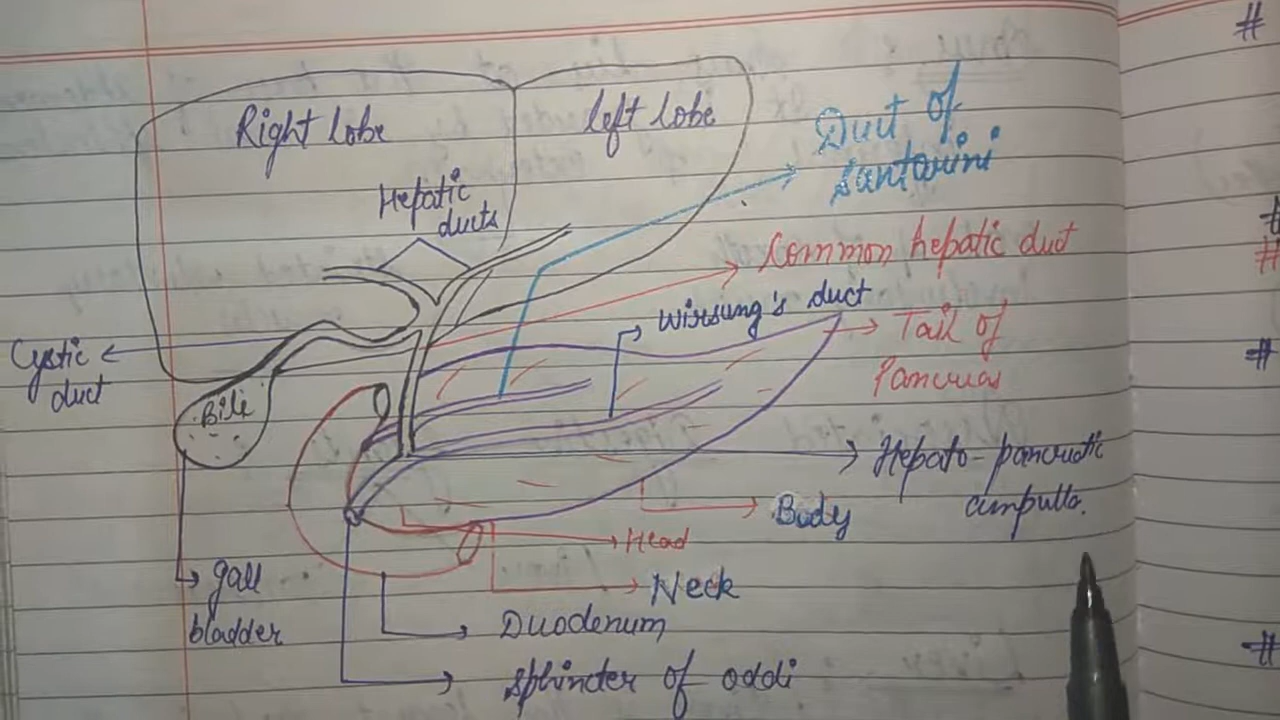 Right lobe
left lobe
Duct of
santorini
Hepatic
ducts
Common hepatic duct
Wirsung's duct
Tail of
Pancreas
Cystic
duct
Bile
Hepato-pancreatic
ampulla.
Body
Head
Neck
gall
bladder
Duodenum
sphincter of oddi
#
#
#
#